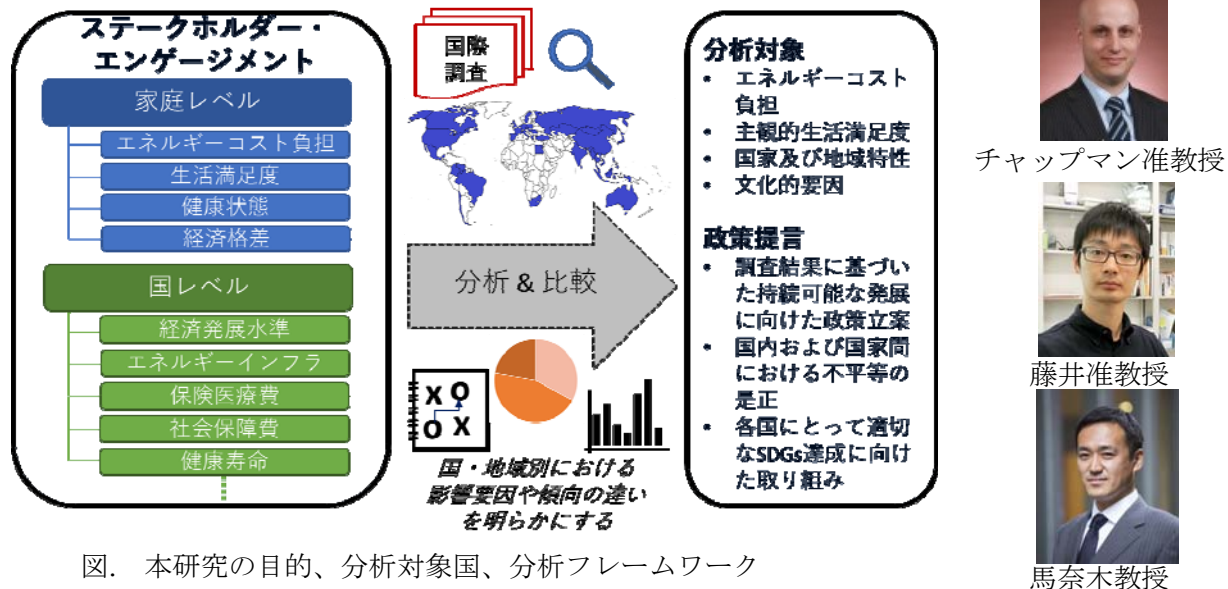 ステークホルダー・
エンゲージメント
家庭レベル
エネルギーコスト負担
生活満足度
健康状態
経済格差
国レベル
経済発展水準
エネルギーインフラ
保険医療費
社会保障費
健康寿命
国際
調査
分析 & 比較
X O
O X
国・地域別における
影響要因や傾向の違い
を明らかにする
分析対象
• エネルギーコスト
負担
• 主観的生活満足度
• 国家及び地域特性
• 文化的要因
政策提言
• 調査結果に基づい
た持続可能な発展
に向けた政策立案
• 国内および国家間
における不平等の
是正
• 各国にとって適切
なSDGs達成に向け
た取り組み
チャップマン准教授
藤井准教授
馬奈木教授
図. 本研究の目的、分析対象国、分析フレームワーク